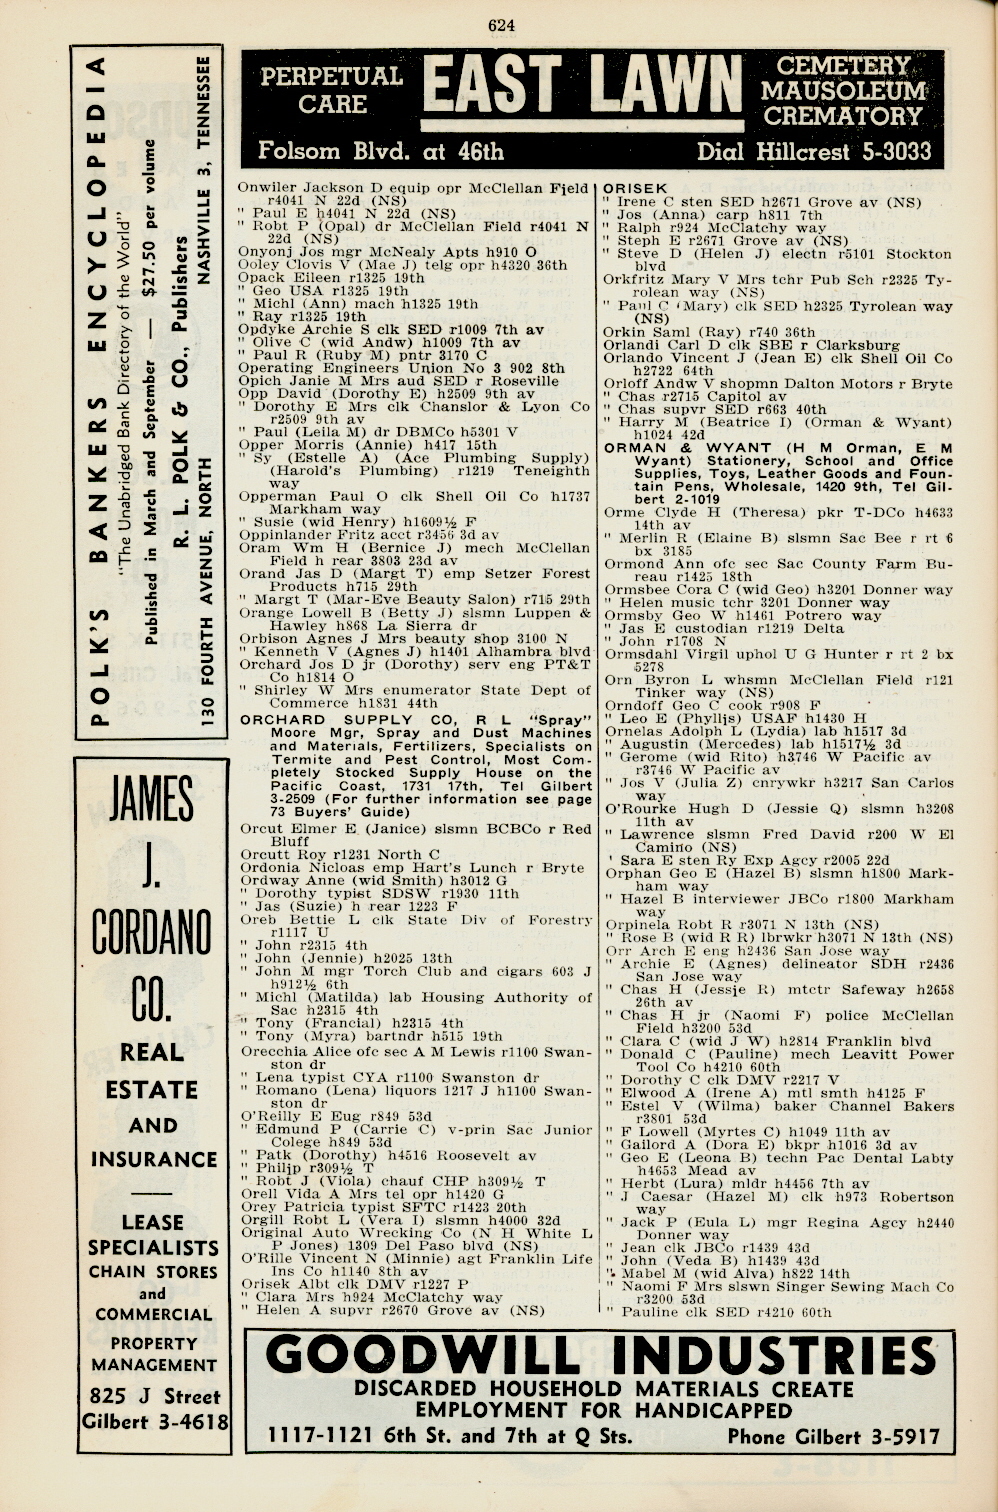 624
POLK'S BANKERS ENCYCLOPEDIA
"The Unabridged Bank Directory of the World"
Published in March and September — $27.50 per volume
R. L. POLK & CO., Publishers
130 FOURTH AVENUE, NORTH NASHVILLE 3, TENNESSEE
JAMES
J.
CORDANO
CO.
REAL
ESTATE
AND
INSURANCE
LEASE
SPECIALISTS
CHAIN STORES
and
COMMERCIAL
PROPERTY
MANAGEMENT
825 J Street
Gilbert 3-4618
PERPETUAL
CARE
EAST LAWN
CEMETERY
MAUSOLEUM
CREMATORY
Folsom Blvd. at 46th Dial Hillcrest 5-3033
Onwiler Jackson D equip opr McClellan Field
r4041 N 22d (NS)
" Paul E h4041 N 22d (NS)
" Robt P (Opal) dr McClellan Field r4041 N
22d (NS)
Onyonj Jos mgr McNealy Apts h910 O
Ooley Clovis V (Mae J) telg opr h4320 36th
Opack Eileen r1325 19th
" Geo USA r1325 19th
" Michl (Ann) mach h1325 19th
" Ray r1325 19th
Opdyke Archie S clk SED r1009 7th av
" Olive C (wid Andw) h1009 7th av
" Paul R (Ruby M) pntr 3170 C
Operating Engineers Union No 3 902 8th
Opich Janie M Mrs aud SED r Roseville
Opp David (Dorothy E) h2509 9th av
" Dorothy E Mrs clk Chanslor & Lyon Co
r2509 9th av
" Paul (Leila M) dr DBMCo h5301 V
Opper Morris (Annie) h417 15th
" Sy (Estelle A) (Ace Plumbing Supply)
(Harold's Plumbing) r1219 Teneighth
way
Opperman Paul O clk Shell Oil Co h1737
Markham way
" Susie (wid Henry) h1609½ F
Oppinlander Fritz acct r3456 3d av
Oram Wm H (Bernice J) mech McClellan
Field h rear 3803 23d av
Orand Jas D (Margt T) emp Setzer Forest
Products h715 29th
" Margt T (Mar-Eve Beauty Salon) r715 29th
Orange Lowell B (Betty J) slsmn Luppen &
Hawley h868 La Sierra dr
Orbison Agnes J Mrs beauty shop 3100 N
" Kenneth V (Agnes J) h1401 Alhambra blvd
Orchard Jos D jr (Dorothy) serv eng PT&T
Co h1814 O
" Shirley W Mrs enumerator State Dept of
Commerce h1831 44th
ORCHARD SUPPLY CO, R L "Spray"
Moore Mgr, Spray and Dust Machines
and Materials, Fertilizers, Specialists on
Termite and Pest Control, Most Com-
pletely Stocked Supply House on the
Pacific Coast, 1731 17th, Tel Gilbert
3-2509 (For further information see page
73 Buyers' Guide)
Orcut Elmer E (Janice) slsmn BCBCo r Red
Bluff
Orcutt Roy r1231 North C
Ordonia Nicloas emp Hart's Lunch r Bryte
Ordway Anne (wid Smith) h3012 G
" Dorothy typist SDSW r1930 11th
" Jas (Suzie) h rear 1223 F
Oreb Bettie L clk State Div of Forestry
r1117 U
" John r2315 4th
" John (Jennie) h2025 13th
" John M mgr Torch Club and cigars 603 J
h912½ 6th
" Michl (Matilda) lab Housing Authority of
Sac h2315 4th
" Tony (Francial) h2315 4th
" Tony (Myra) bartndr h515 19th
Orecchia Alice ofc sec A M Lewis r1100 Swan-
ston dr
" Lena typist CYA r1100 Swanston dr
" Romano (Lena) liquors 1217 J h1100 Swan-
ston dr
O'Reilly E Eug r849 53d
" Edmund P (Carrie C) v-prin Sac Junior
Colege h849 53d
" Patk (Dorothy) h4516 Roosevelt av
" Philip r309½ T
" Robt J (Viola) chauf CHP h309½ T
Orell Vida A Mrs tel opr h1420 G
Orey Patricia typist SFTC r1423 20th
Orgill Robt L (Vera I) slsmn h4000 32d
Original Auto Wrecking Co (N H White L
P Jones) 1309 Del Paso blvd (NS)
O'Rille Vincent N (Minnie) agt Franklin Life
Ins Co h1140 8th av
Orisek Albt clk DMV r1227 P
" Clara Mrs h924 McClatchy way
" Helen A supvr r2670 Grove av (NS)
ORISEK
" Irene C sten SED h2671 Grove av (NS)
" Jos (Anna) carp h811 7th
" Ralph r924 McClatchy way
" Steph E r2671 Grove av (NS)
" Steve D (Helen J) electn r5101 Stockton
blvd
Orkfritz Mary V Mrs tchr Pub Sch r2325 Ty-
rolean way (NS)
" Paul C (Mary) clk SED h2325 Tyrolean way
(NS)
Orkin Saml (Ray) r740 36th
Orlandi Carl D clk SBE r Clarksburg
Orlando Vincent J (Jean E) clk Shell Oil Co
h2722 64th
Orloff Andw V shopmn Dalton Motors r Bryte
" Chas r2715 Capitol av
" Chas supvr SED r663 40th
" Harry M (Beatrice I) (Orman & Wyant)
h1024 42d
ORMAN & WYANT (H M Orman, E M
Wyant) Stationery, School and Office
Supplies, Toys, Leather Goods and Foun-
tain Pens, Wholesale, 1420 9th, Tel Gil-
bert 2-1019
Orme Clyde H (Theresa) pkr T-DCo h4633
14th av
" Merlin R (Elaine B) slsmn Sac Bee r rt 6
bx 3185
Ormond Ann ofc sec Sac County Farm Bu-
reau r1425 18th
Ormsbee Cora C (wid Geo) h3201 Donner way
" Helen music tchr 3201 Donner way
Ormsby Geo W h1461 Potrero way
" Jas E custodian r1219 Delta
" John r1708 N
Ormsdahl Virgil uphol U G Hunter r rt 2 bx
5278
Orn Byron L whsmn McClellan Field r121
Tinker way (NS)
Orndoff Geo C cook r908 F
" Leo E (Phyllis) USAF h1430 H
Ornelas Adolph L (Lydia) lab h1517 3d
" Augustin (Mercedes) lab h1517½ 3d
" Gerome (wid Rito) h3746 W Pacific av
r3746 W Pacific av
" Jos V (Julia Z) cnrywkr h3217 San Carlos
way
O'Rourke Hugh D (Jessie Q) slsmn h3208
11th av
" Lawrence slsmn Fred David r200 W El
Camino (NS)
' Sara E sten Ry Exp Agcy r2005 22d
Orphan Geo E (Hazel B) slsmn h1800 Mark-
ham way
" Hazel B interviewer JBCo r1800 Markham
way
Orpinela Robt R r3071 N 13th (NS)
" Rose B (wid R R) lbrwkr h3071 N 13th (NS)
Orr Arch E eng h2436 San Jose way
" Archie E (Agnes) delineator SDH r2436
San Jose way
" Chas H (Jessie R) mtctr Safeway h2658
26th av
" Chas H jr (Naomi F) police McClellan
Field h3200 53d
" Clara C (wid J W) h2814 Franklin blvd
" Donald C (Pauline) mech Leavitt Power
Tool Co h4210 60th
" Dorothy C clk DMV r2217 V
" Elwood A (Irene A) mtl smth h4125 F
" Estel V (Wilma) baker Channel Bakers
r3801 53d
" F Lowell (Myrtes C) h1049 11th av
" Gailord A (Dora E) bkpr h1016 3d av
" Geo E (Leona B) techn Pac Dental Labty
h4653 Mead av
" Herbt (Lura) mldr h4456 7th av
" J Caesar (Hazel M) clk h973 Robertson
way
" Jack P (Eula L) mgr Regina Agcy h2440
Donner way
" Jean clk JBCo r1439 43d
" John (Veda B) h1439 43d
" Mabel M (wid Alva) h822 14th
" Naomi F Mrs slswn Singer Sewing Mach Co
r3200 53d
" Pauline clk SED r4210 60th
GOODWILL INDUSTRIES
DISCARDED HOUSEHOLD MATERIALS CREATE
EMPLOYMENT FOR HANDICAPPED
1117-1121 6th St. and 7th at Q Sts. Phone Gilbert 3-5917